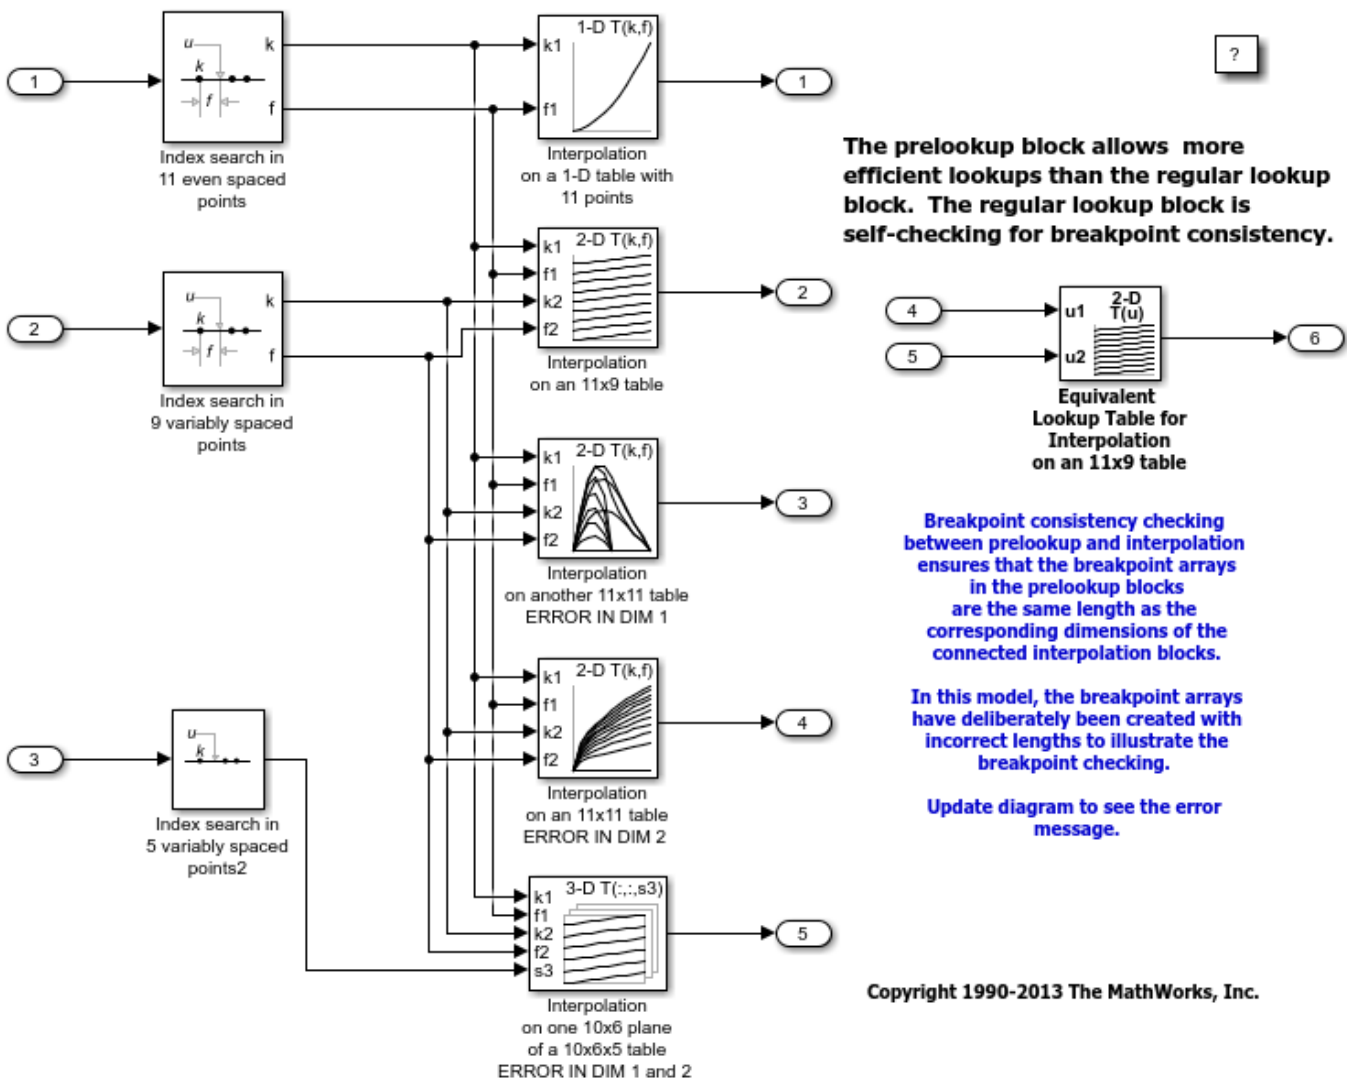 1
u
k
f
k
f
Index search in
11 even spaced
points
1-D T(k,f)
k1
f1
Interpolation
on a 1-D table with
11 points
1
?
The prelookup block allows more
efficient lookups than the regular lookup
block. The regular lookup block is
self-checking for breakpoint consistency.
2
u
k
f
k
f
Index search in
9 variably spaced
points
2-D T(k,f)
k1
f1
k2
f2
Interpolation
on an 11x9 table
2
4
5
u1
u2
2-D
T(u)
6
Equivalent
Lookup Table for
Interpolation
on an 11x9 table
2-D T(k,f)
k1
f1
k2
f2
Interpolation
on another 11x11 table
ERROR IN DIM 1
3
Breakpoint consistency checking
between prelookup and interpolation
ensures that the breakpoint arrays
in the prelookup blocks
are the same length as the
corresponding dimensions of the
connected interpolation blocks.
In this model, the breakpoint arrays
have deliberately been created with
incorrect lengths to illustrate the
breakpoint checking.
Update diagram to see the error
message.
2-D T(k,f)
k1
f1
k2
f2
Interpolation
on an 11x11 table
ERROR IN DIM 2
4
3
u
k
Index search in
5 variably spaced
points2
3-D T(:,:,s3)
k1
f1
k2
f2
s3
Interpolation
on one 10x6 plane
of a 10x6x5 table
ERROR IN DIM 1 and 2
5
Copyright 1990-2013 The MathWorks, Inc.